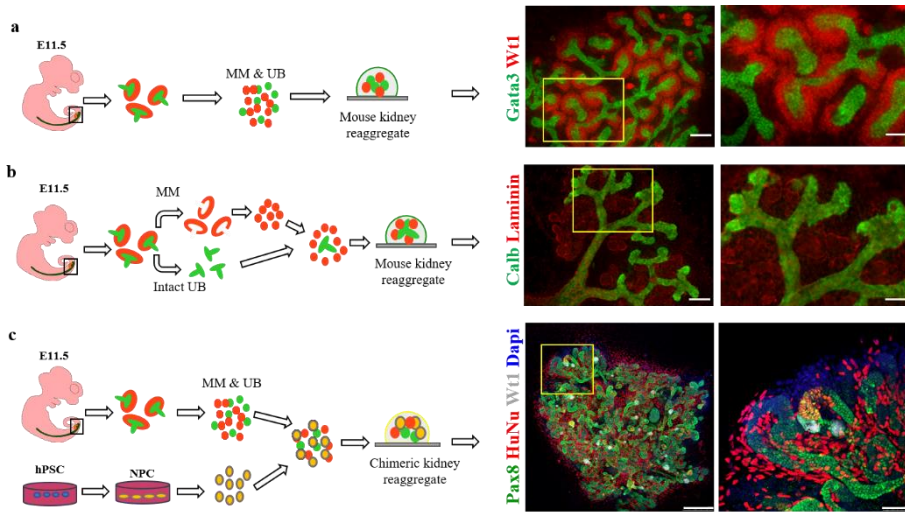 a
E11.5
MM & UB
Mouse kidney
reaggregate
Gata3 Wt1
b
E11.5
MM
Intact UB
Mouse kidney
reaggregate
Calb Laminin
c
E11.5
MM & UB
hPSC
NPC
Chimeric kidney
reaggregate
Pax8 HuNu Wt1 Dapi